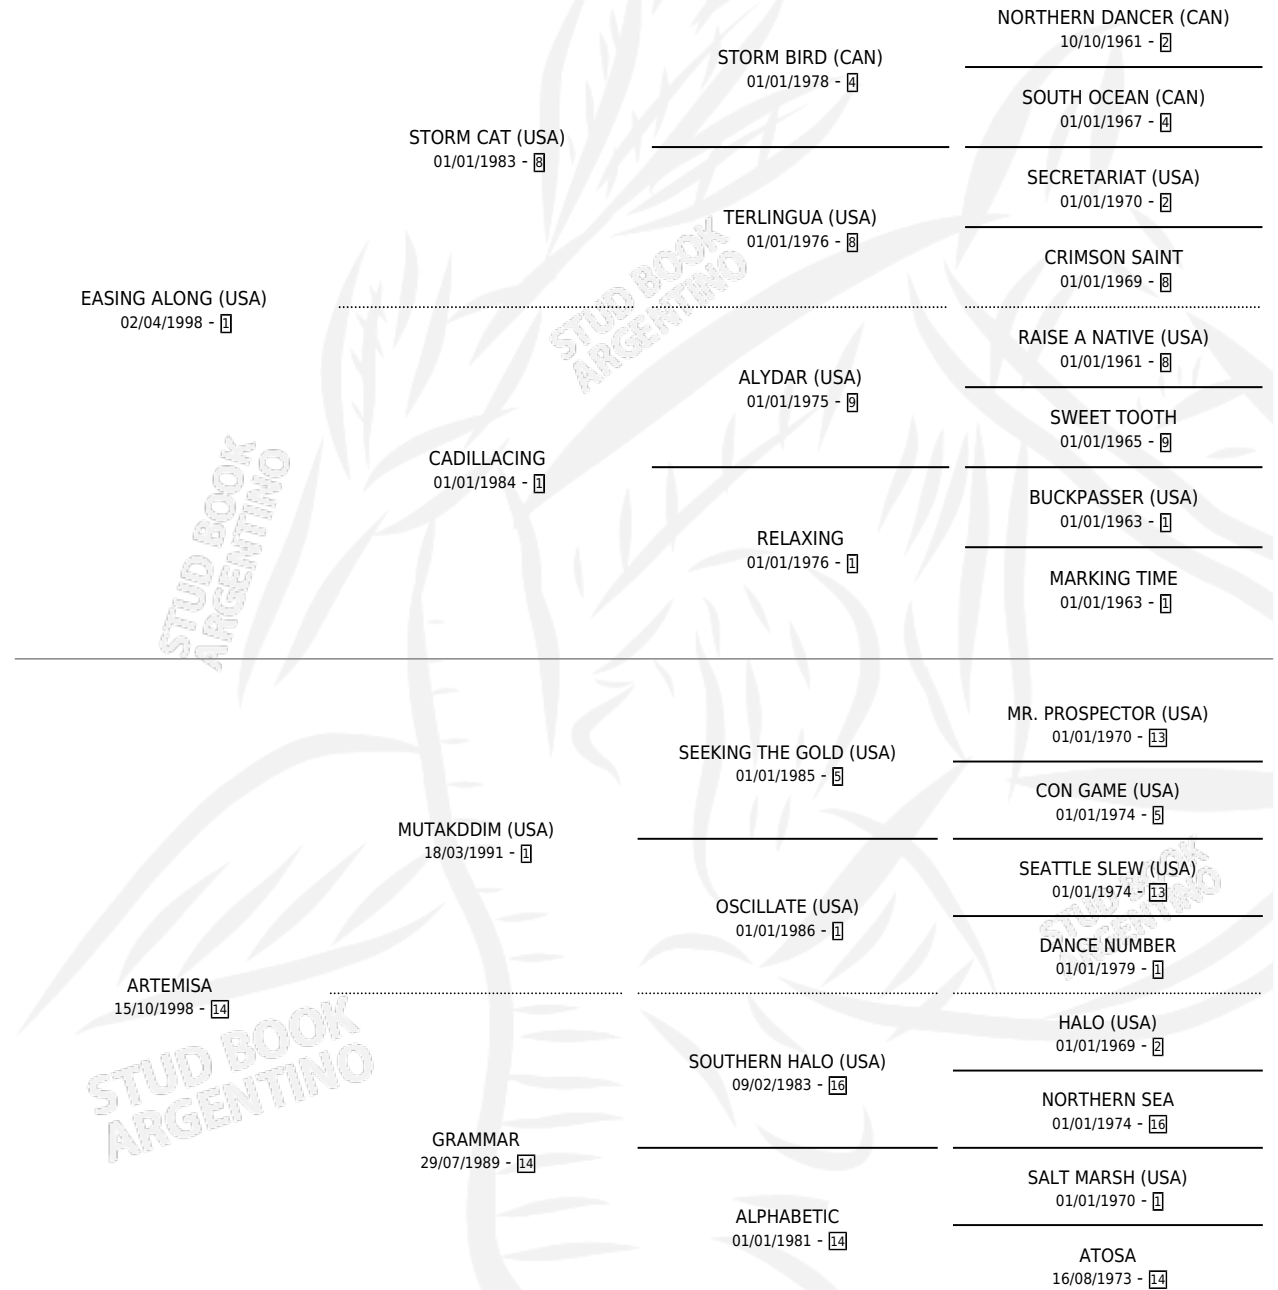 NORTHERN DANCER (CAN)
10/10/1961 - 2
STORM BIRD (CAN)
01/01/1978 - 4
SOUTH OCEAN (CAN)
01/01/1967 - 4
STORM CAT (USA)
01/01/1983 - 8
SECRETARIAT (USA)
01/01/1970 - 2
TERLINGUA (USA)
01/01/1976 - 8
CRIMSON SAINT
01/01/1969 - 8
EASING ALONG (USA)
02/04/1998 - 1
STUD BOOK
ARGENTINO
RAISE A NATIVE (USA)
01/01/1961 - 8
ALYDAR (USA)
01/01/1975 - 9
SWEET TOOTH
01/01/1965 - 9
CADILLACING
01/01/1984 - 1
BUCKPASSER (USA)
01/01/1963 - 1
RELAXING
01/01/1976 - 1
MARKING TIME
01/01/1963 - 1
STUD BOOK
ARGENTINO
MR. PROSPECTOR (USA)
01/01/1970 - 13
SEEKING THE GOLD (USA)
01/01/1985 - 5
CON GAME (USA)
01/01/1974 - 5
MUTAKDDIM (USA)
18/03/1991 - 1
SEATTLE SLEW (USA)
01/01/1974 - 13
OSCILLATE (USA)
01/01/1986 - 1
STUD BOOK
ARGENTINO
DANCE NUMBER
01/01/1979 - 1
ARTEMISA
15/10/1998 - 14
HALO (USA)
01/01/1969 - 2
SOUTHERN HALO (USA)
09/02/1983 - 16
STUD BOOK
ARGENTINO
NORTHERN SEA
01/01/1974 - 16
GRAMMAR
29/07/1989 - 14
SALT MARSH (USA)
01/01/1970 - 1
ALPHABETIC
01/01/1981 - 14
ATOSA
16/08/1973 - 14